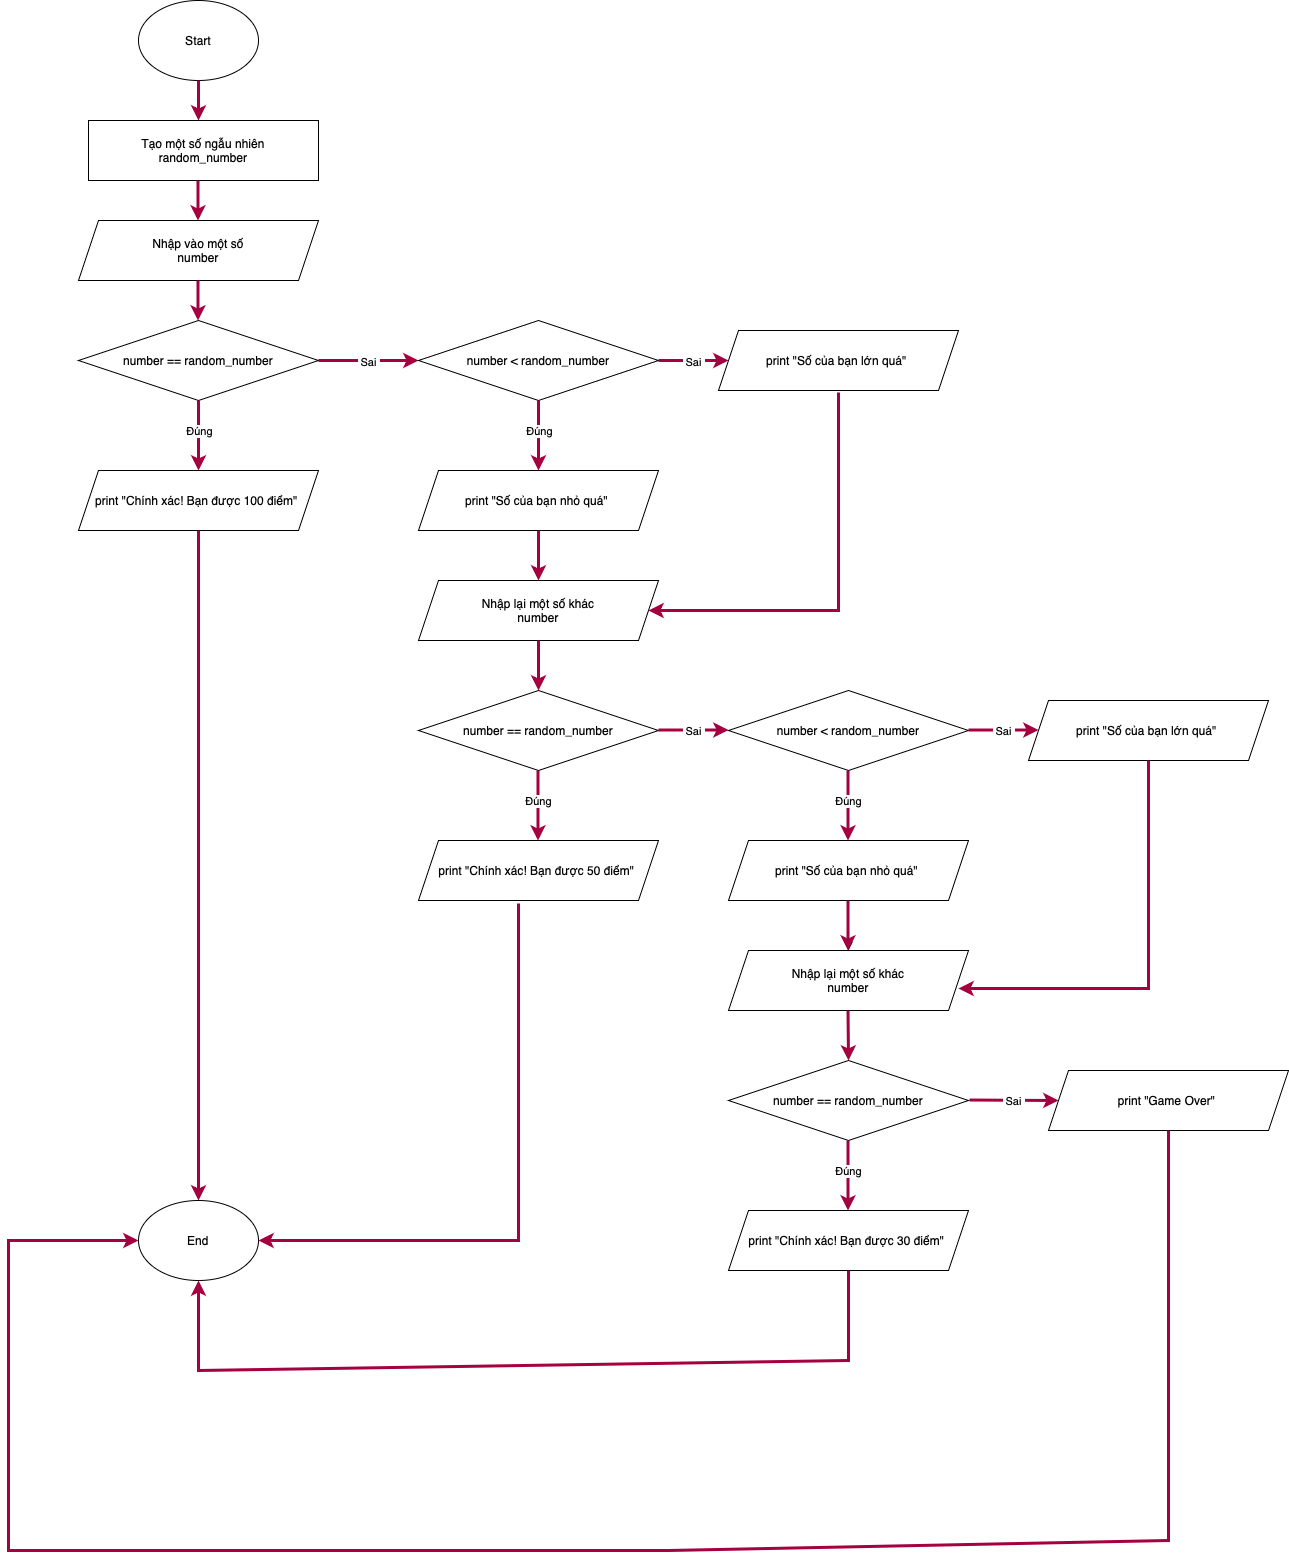 Start
Tạo một số ngẫu nhiên
random_number
Nhập vào một số
number
number == random_number
Sai
number < random_number
Sai
print "Số của bạn lớn quá"
Đúng
Đúng
print "Chính xác! Bạn được 100 điểm"
print "Số của bạn nhỏ quá"
Nhập lại một số khác
number
number == random_number
Sai
number < random_number
Sai
print "Số của bạn lớn quá"
Đúng
Đúng
print "Chính xác! Bạn được 50 điểm"
print "Số của bạn nhỏ quá"
Nhập lại một số khác
number
number == random_number
Sai
print "Game Over"
Đúng
End
print "Chính xác! Bạn được 30 điểm"